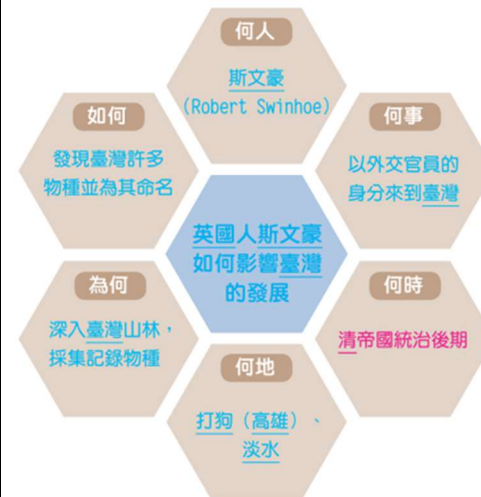 何人
斯文豪
(Robert Swinhoe)
何事
以外交官員的
身分來到臺灣
何時
清帝國統治後期
何地
打狗（高雄）、
淡水
為何
深入臺灣山林，
採集記錄物種
如何
發現臺灣許多
物種並為其命名
英國人斯文豪
如何影響臺灣
的發展